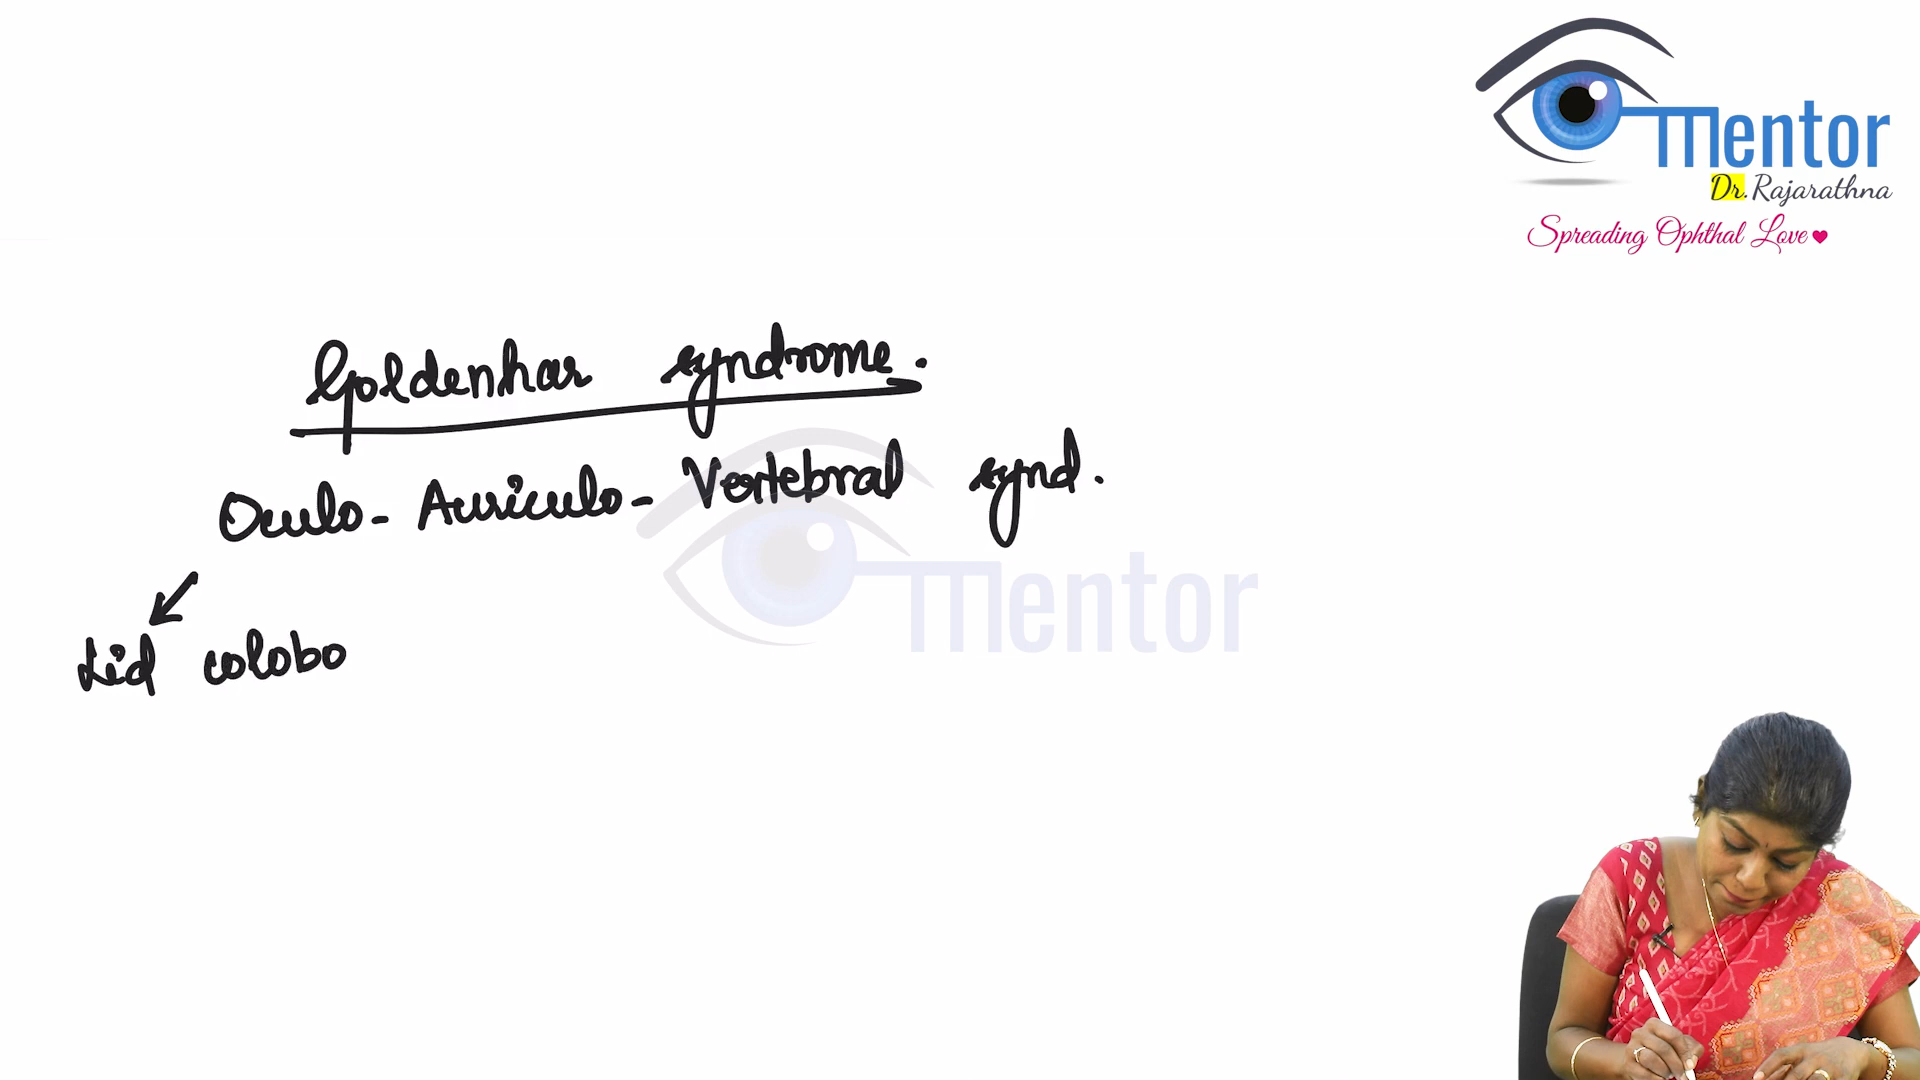 mentor
Dr. Rajarathna
Spreading Ophthal Love
Goldenhar syndrome.
Oculo - Auriculo - Vertebral synd.
mentor
Lid colobo